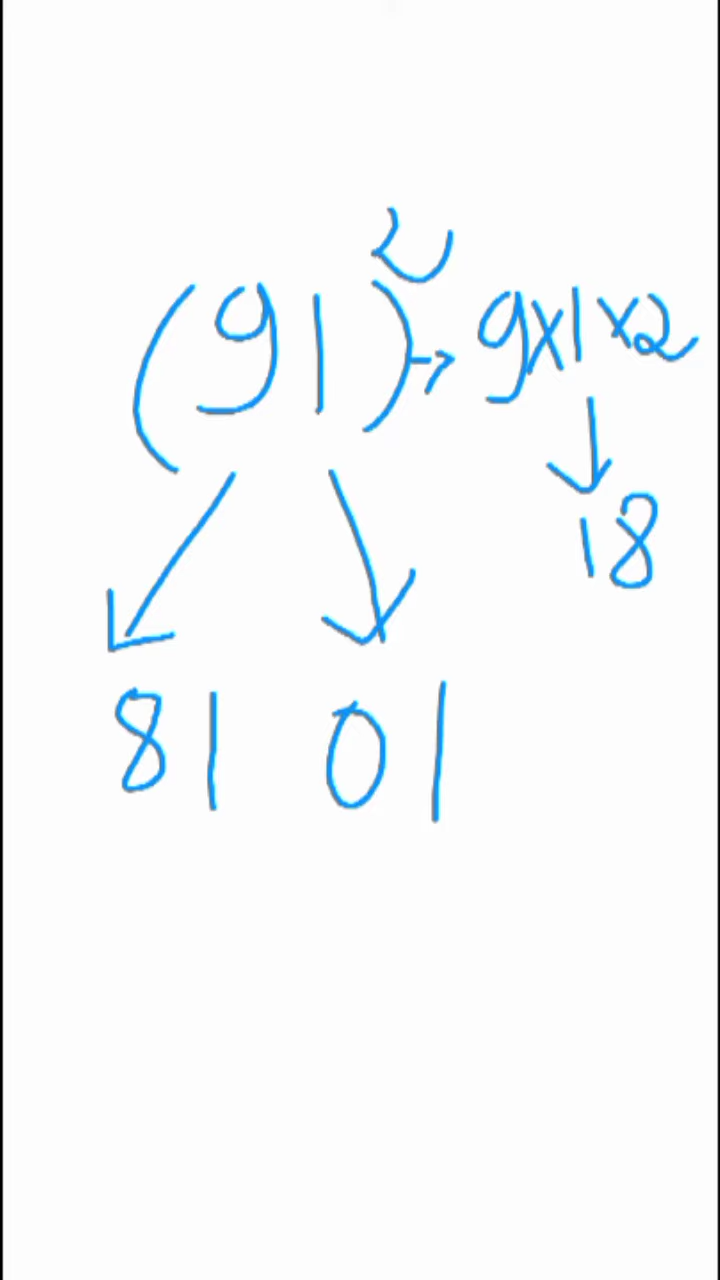 (91)² → 9x1x2
18
81 01